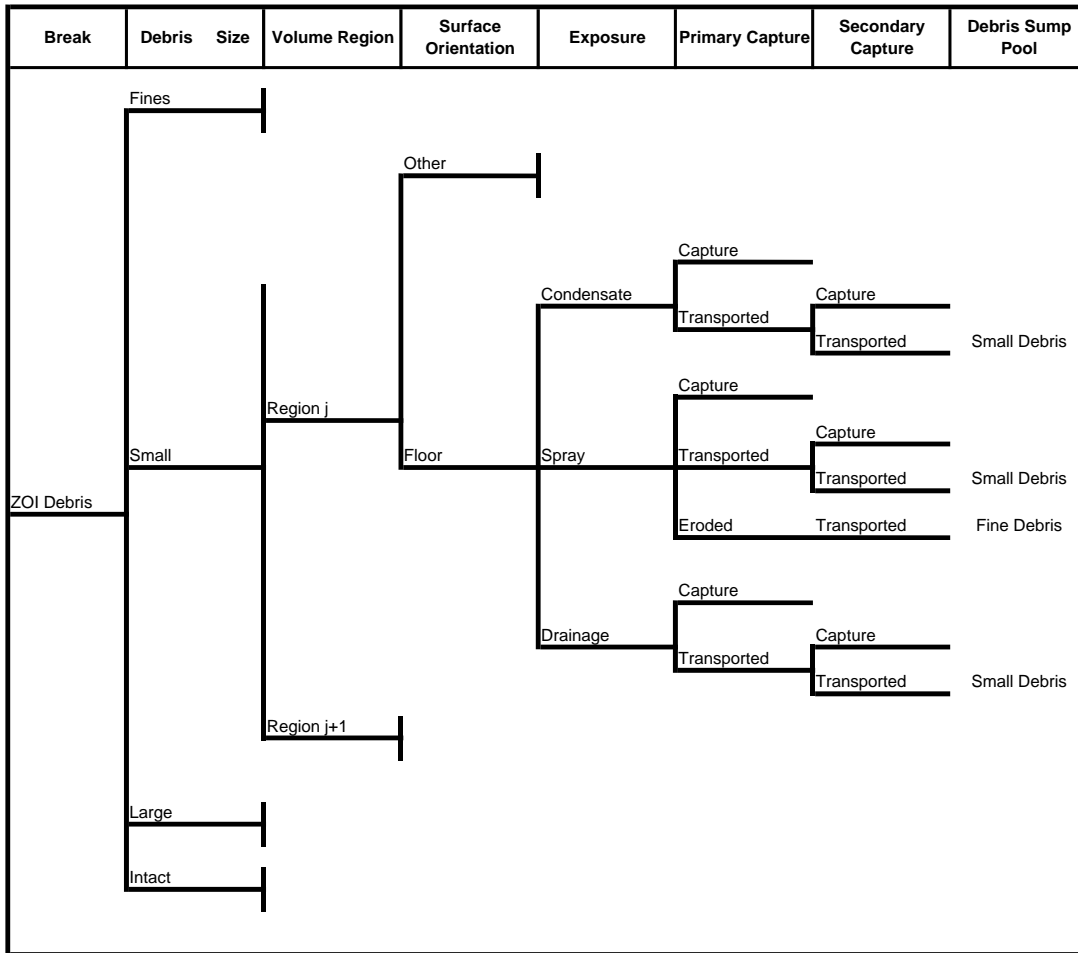 Break
Debris Size
Volume Region
Surface
Orientation
Exposure
Primary Capture
Secondary
Capture
Debris Sump
Pool
Fines
Other
Capture
Condensate
Capture
Transported
Transported
Small Debris
Capture
Region j
Capture
Small
Floor
Spray
Transported
Transported
Small Debris
ZOI Debris
Eroded
Transported
Fine Debris
Capture
Drainage
Capture
Transported
Transported
Small Debris
Region j+1
Large
Intact